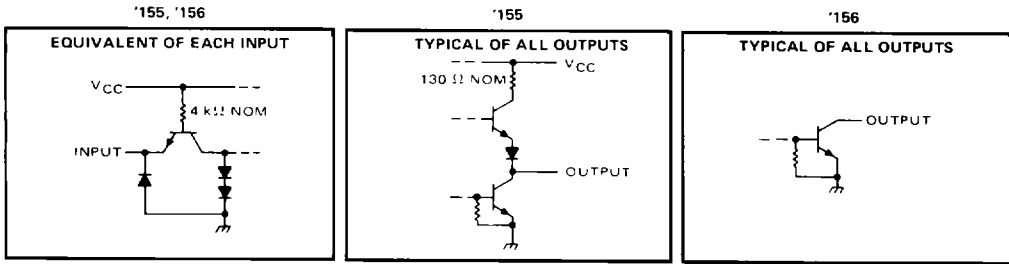 '155, '156
EQUIVALENT OF EACH INPUT
VCC
4 kΩ NOM
INPUT
'155
TYPICAL OF ALL OUTPUTS
VCC
130 Ω NOM
OUTPUT
'156
TYPICAL OF ALL OUTPUTS
OUTPUT